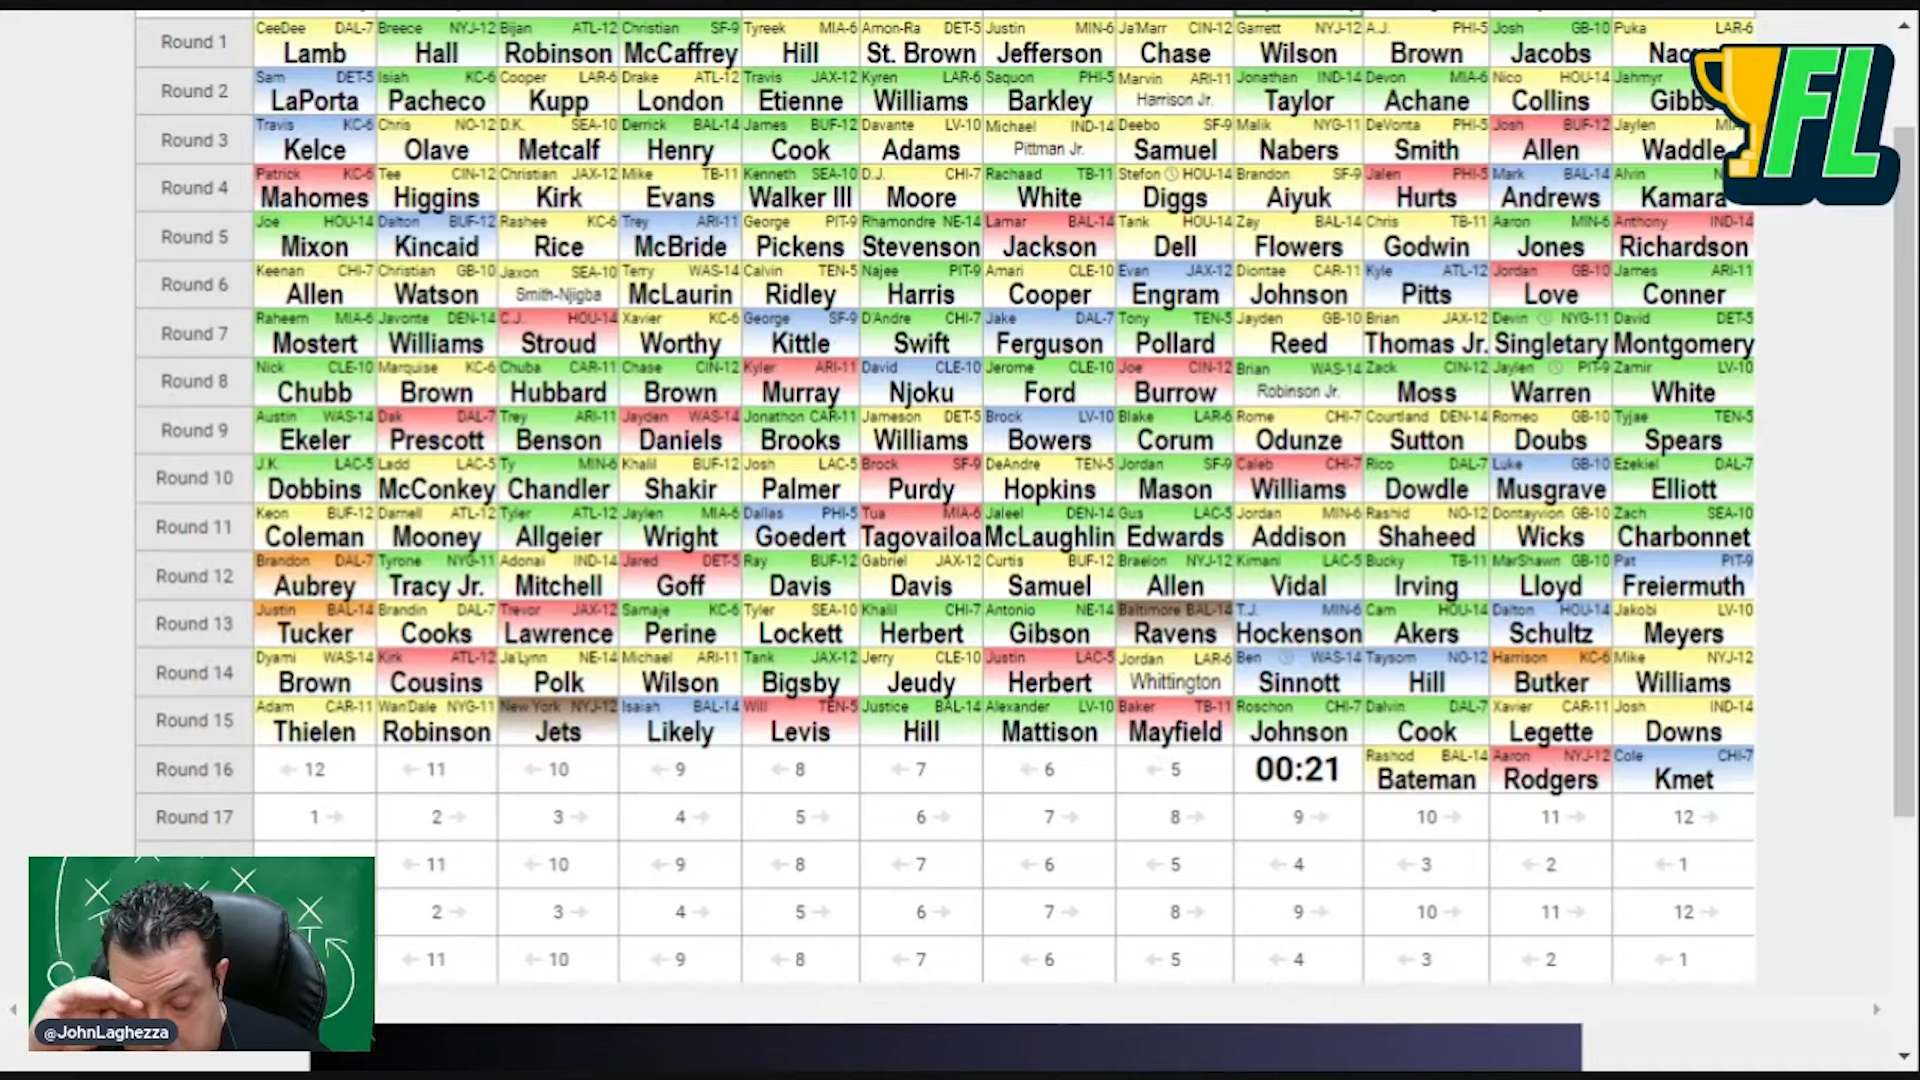 Round 1 CeeDee DAL-7 Breece NYJ-12 Bijan ATL-12 Christian SF-9 Tyreek MIA-6 Amon-Ra DET-5 Justin MIN-6 Ja'Marr CIN-12 Garrett NYJ-12 A.J. PHI-5 Josh GB-10 Puka LAR-6
Lamb Hall Robinson McCaffrey Hill St. Brown Jefferson Chase Wilson Brown Jacobs
Round 2 Sam DET-5 Isiah KC-6 Cooper LAR-6 Drake ATL-12 Travis JAX-12 Kyren LAR-6 Saquon PHI-5 Marvin ARI-11 Jonathan IND-14 Devon MIA-6 Nico HOU-14 Jahmyr
LaPorta Pacheco Kupp London Etienne Williams Barkley Harrison Jr. Taylor Achane Collins Gibbs
Round 3 Travis KC-6 Chris NO-12 D.K. SEA-10 Derrick BAL-14 James BUF-12 Davante LV-10 Michael IND-14 Deebo SF-9 Malik NYG-11 DeVonta PHI-5 Josh BUF-12 Jaylen
Kelce Olave Metcalf Henry Cook Adams Pittman Jr. Samuel Nabers Smith Allen Waddle
Round 4 Patrick KC-6 Tee CIN-12 Christian JAX-12 Mike TB-11 Kenneth SEA-10 D.J. CHI-7 Rachaad TB-11 Stefon HOU-14 Brandon SF-9 Jalen PHI-5 Mark BAL-14 Alvin
Mahomes Higgins Kirk Evans Walker III Moore White Diggs Aiyuk Hurts Andrews Kamara
Round 5 Joe HOU-14 Dalton BUF-12 Rashee KC-6 Trey ARI-11 George PIT-9 Rhamondre NE-14 Lamar BAL-14 Tank HOU-14 Zay BAL-14 Chris TB-11 Aaron MIN-6 Anthony IND-14
Mixon Kincaid Rice McBride Pickens Stevenson Jackson Dell Flowers Godwin Jones Richardson
Round 6 Keenan CHI-7 Christian GB-10 Jaxon SEA-10 Terry WAS-14 Calvin TEN-5 Najee PIT-9 Amari CLE-10 Evan JAX-12 Diontae CAR-11 Kyle ATL-12 Jordan GB-10 James ARI-11
Allen Watson Smith-Njigba McLaurin Ridley Harris Cooper Engram Johnson Pitts Love Conner
Round 7 Raheem MIA-6 Javonte DEN-14 C.J. HOU-14 Xavier KC-6 George SF-9 D'Andre CHI-7 Jake DAL-7 Tony TEN-5 Jayden GB-10 Brian JAX-12 Devin NYG-11 David DET-5
Mostert Williams Stroud Worthy Kittle Swift Ferguson Pollard Reed Thomas Jr. Singletary Montgomery
Round 8 Nick CLE-10 Marquise KC-6 Chuba CAR-11 Chase CIN-12 Kyler ARI-11 David CLE-10 Jerome CLE-10 Joe CIN-12 Brian WAS-14 Zack CIN-12 Jaylen PIT-9 Zamir LV-10
Chubb Brown Hubbard Brown Murray Njoku Ford Burrow Robinson Jr. Moss Warren White
Round 9 Austin WAS-14 Dak DAL-7 Trey ARI-11 Jayden WAS-14 Jonathon CAR-11 Jameson DET-5 Brock LV-10 Blake LAR-6 Rome CHI-7 Courtland DEN-14 Romeo GB-10 Tyjae TEN-5
Ekeler Prescott Benson Daniels Brooks Williams Bowers Corum Odunze Sutton Doubs Spears
Round 10 J.K. LAC-5 Ladd LAC-5 Ty MIN-6 Khalil BUF-12 Josh LAC-5 Brock SF-9 DeAndre TEN-5 Jordan SF-9 Caleb CHI-7 Rico DAL-7 Luke GB-10 Ezekiel DAL-7
Dobbins McConkey Chandler Shakir Palmer Purdy Hopkins Mason Williams Dowdle Musgrave Elliott
Round 11 Keon BUF-12 Darnell ATL-12 Tyler ATL-12 Jaylen MIA-6 Dallas PHI-5 Tua MIA-6 Jaleel DEN-14 Gus LAC-5 Jordan MIN-6 Rashid NO-12 Dontayvion GB-10 Zach SEA-10
Coleman Mooney Allgeier Wright Goedert Tagovailoa McLaughlin Edwards Addison Shaheed Wicks Charbonnet
Round 12 Brandon DAL-7 Tyrone NYG-11 Adonai IND-14 Jared DET-5 Ray BUF-12 Gabriel JAX-12 Curtis BUF-12 Braelon NYJ-12 Kimani LAC-5 Bucky TB-11 MarShawn GB-10 Pat PIT-9
Aubrey Tracy Jr. Mitchell Goff Davis Davis Samuel Allen Vidal Irving Lloyd Freiermuth
Round 13 Justin BAL-14 Brandin DAL-7 Trevor JAX-12 Samaje KC-6 Tyler SEA-10 Khalil CHI-7 Antonio NE-14 Baltimore BAL-14 T.J. MIN-6 Cam HOU-14 Dalton HOU-14 Jakobi LV-10
Tucker Cooks Lawrence Perine Lockett Herbert Gibson Ravens Hockenson Akers Schultz Meyers
Round 14 Dyami WAS-14 Kirk ATL-12 Ja'Lynn NE-14 Michael ARI-11 Tank JAX-12 Jerry CLE-10 Justin LAC-5 Jordan LAR-6 Ben WAS-14 Taysom NO-12 Harrison KC-6 Mike NYJ-12
Brown Cousins Polk Wilson Bigsby Jeudy Herbert Whittington Sinnott Hill Butker Williams
Round 15 Adam CAR-11 Wan'Dale NYG-11 New York NYJ-12 Isaiah BAL-14 Will TEN-5 Justice BAL-14 Alexander LV-10 Baker TB-11 Roschon CHI-7 Dalvin DAL-7 Xavier CAR-11 Josh IND-14
Thielen Robinson Jets Likely Levis Hill Mattison Mayfield Johnson Cook Legette Downs
Round 16 ← 12 ← 11 ← 10 ← 9 ← 8 ← 7 ← 6 ← 5 00:21 Rashod BAL-14 Aaron NYJ-12 Cole CHI-7
Bateman Rodgers Kmet
Round 17 1 → 2 → 3 → 4 → 5 → 6 → 7 → 8 → 9 → 10 → 11 → 12 →
← 11 ← 10 ← 9 ← 8 ← 7 ← 6 ← 5 ← 4 ← 3 ← 2 ← 1
2 → 3 → 4 → 5 → 6 → 7 → 8 → 9 → 10 → 11 → 12 →
← 11 ← 10 ← 9 ← 8 ← 7 ← 6 ← 5 ← 4 ← 3 ← 2 ← 1
FL
@JohnLaghezza